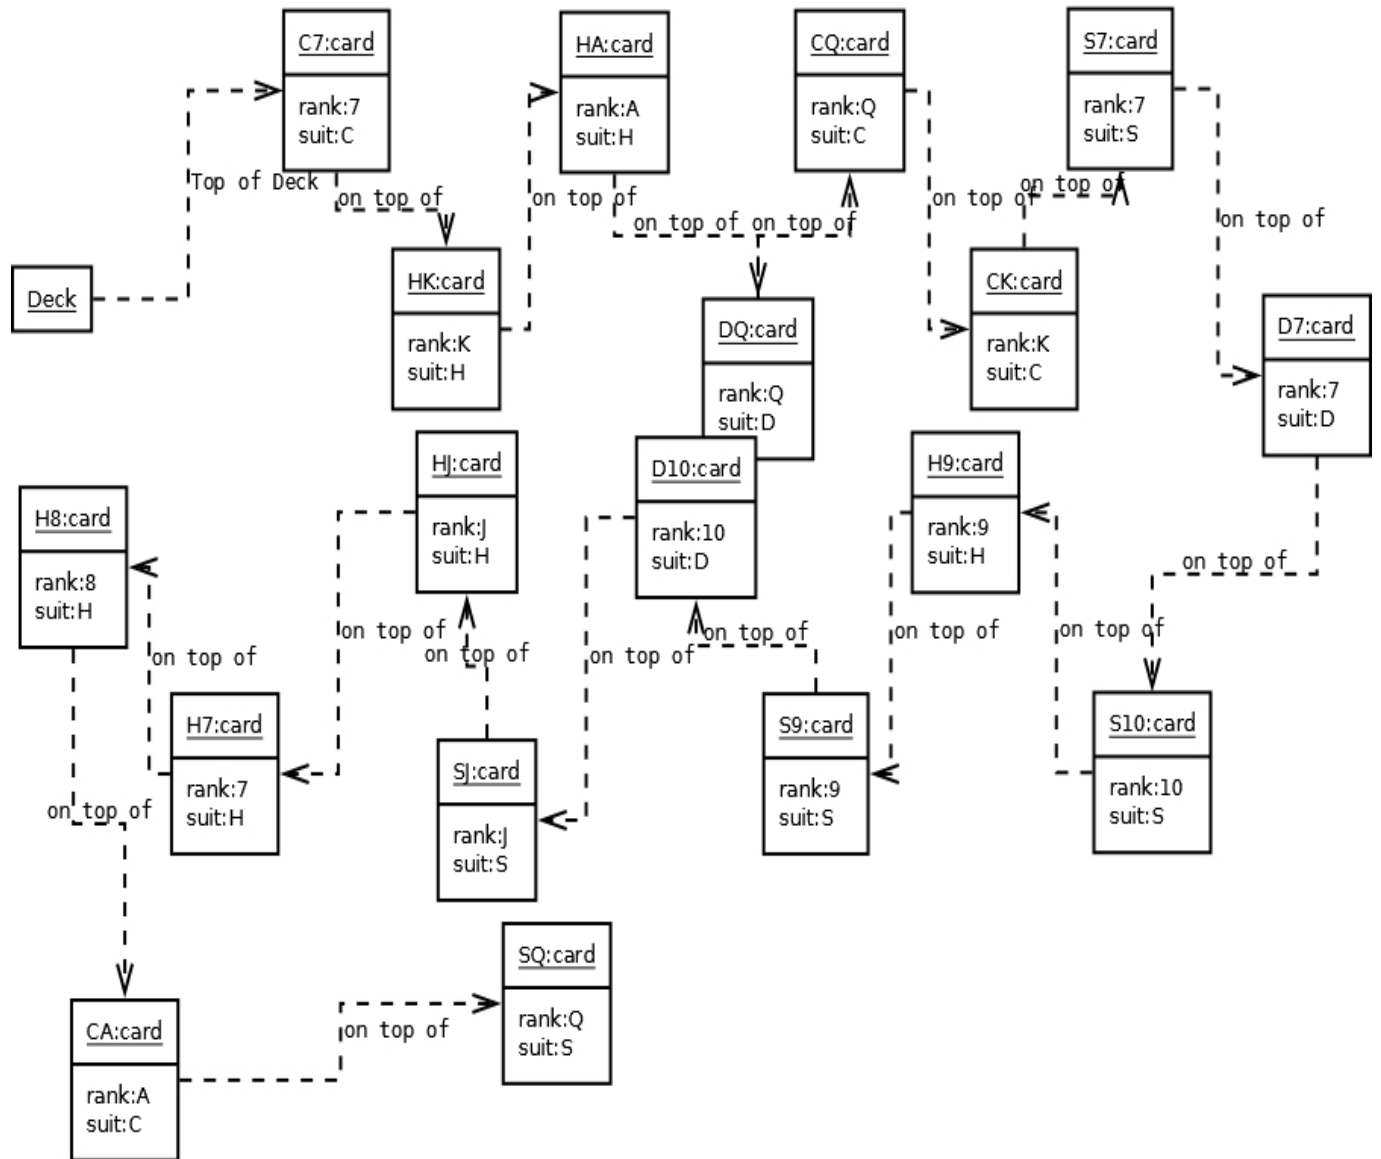 C7:card
rank:7
suit:C
HA:card
rank:A
suit:H
CQ:card
rank:Q
suit:C
S7:card
rank:7
suit:S
Top of Deck
on top of
on top of
on top of
on top of
on top of
on top of
on top of
Deck
HK:card
rank:K
suit:H
DQ:card
rank:Q
suit:D
CK:card
rank:K
suit:C
D7:card
rank:7
suit:D
H8:card
rank:8
suit:H
HJ:card
rank:J
suit:H
D10:card
rank:10
suit:D
H9:card
rank:9
suit:H
on top of
on top of
on top of
on top of
on top of
on top of
on top of
on top of
H7:card
rank:7
suit:H
SJ:card
rank:J
suit:S
S9:card
rank:9
suit:S
S10:card
rank:10
suit:S
on top of
SQ:card
rank:Q
suit:S
on top of
CA:card
rank:A
suit:C